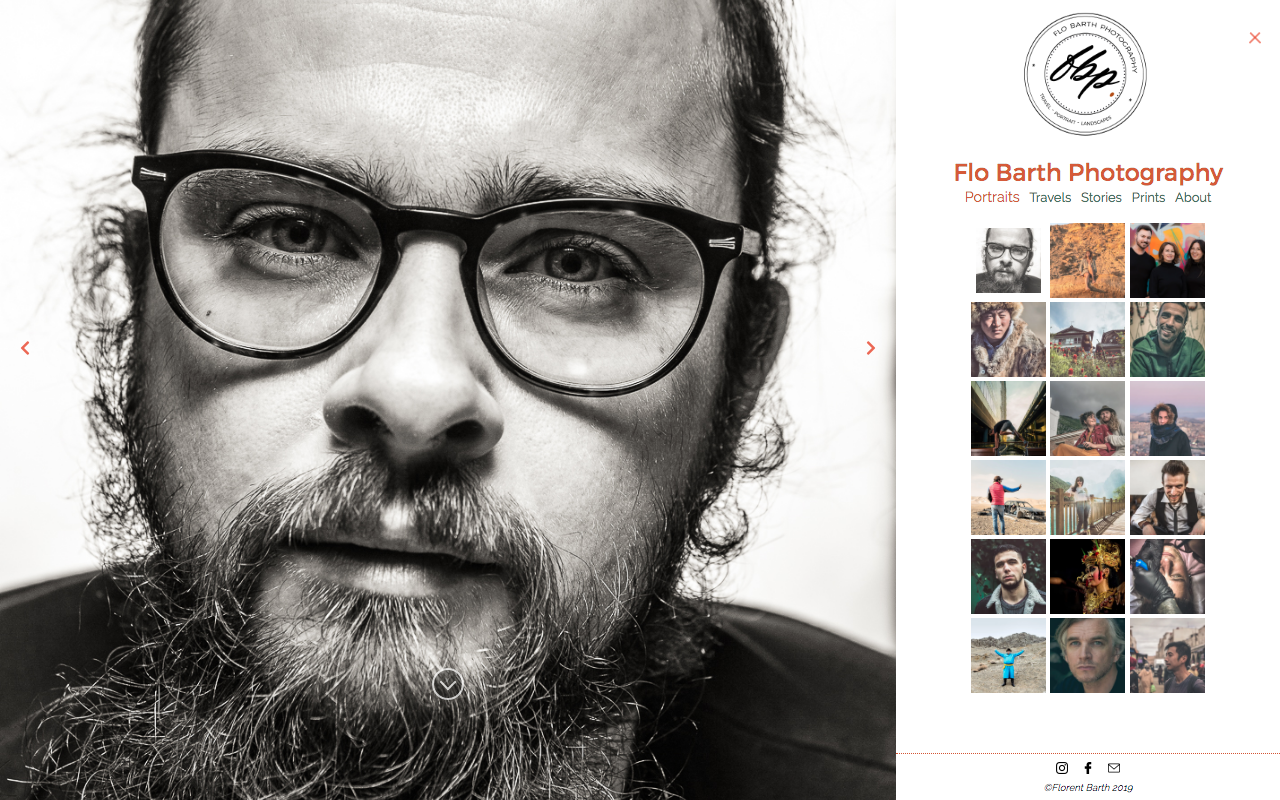 FLO BARTH PHOTOGRAPHY
fbp.
TRAVEL - PORTRAIT - LANDSCAPES
Flo Barth Photography
Portraits Travels Stories Prints About
©Florent Barth 2019